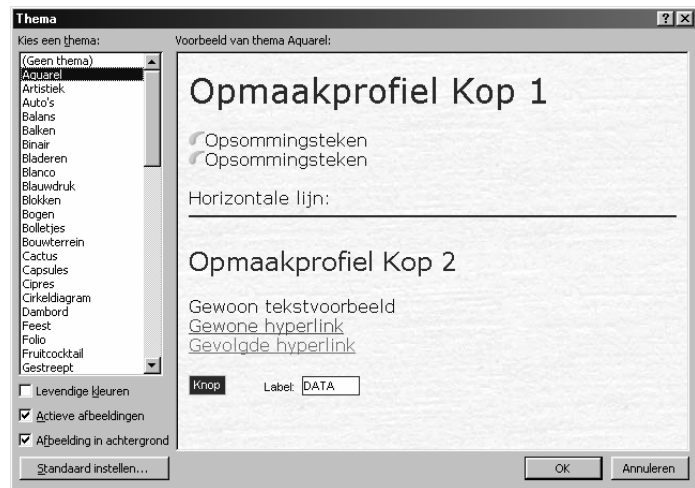 Thema
Kies een thema:
Voorbeeld van thema Aquarel:
(Geen thema)
Aquarel
Artistiek
Auto's
Balans
Balken
Binair
Bladeren
Blanco
Blauwdruk
Blokken
Bogen
Bolletjes
Bouwterrein
Cactus
Capsules
Cipres
Cirkeldiagram
Dambord
Feest
Folio
Fruitcocktail
Gestreept
Levendige kleuren
Actieve afbeeldingen
Afbeelding in achtergrond
Standaard instellen...
Opmaakprofiel Kop 1
Opsommingsteken
Opsommingsteken
Horizontale lijn:
Opmaakprofiel Kop 2
Gewoon tekstvoorbeeld
Gewone hyperlink
Gevolgde hyperlink
Knop Label: DATA
OK Annuleren